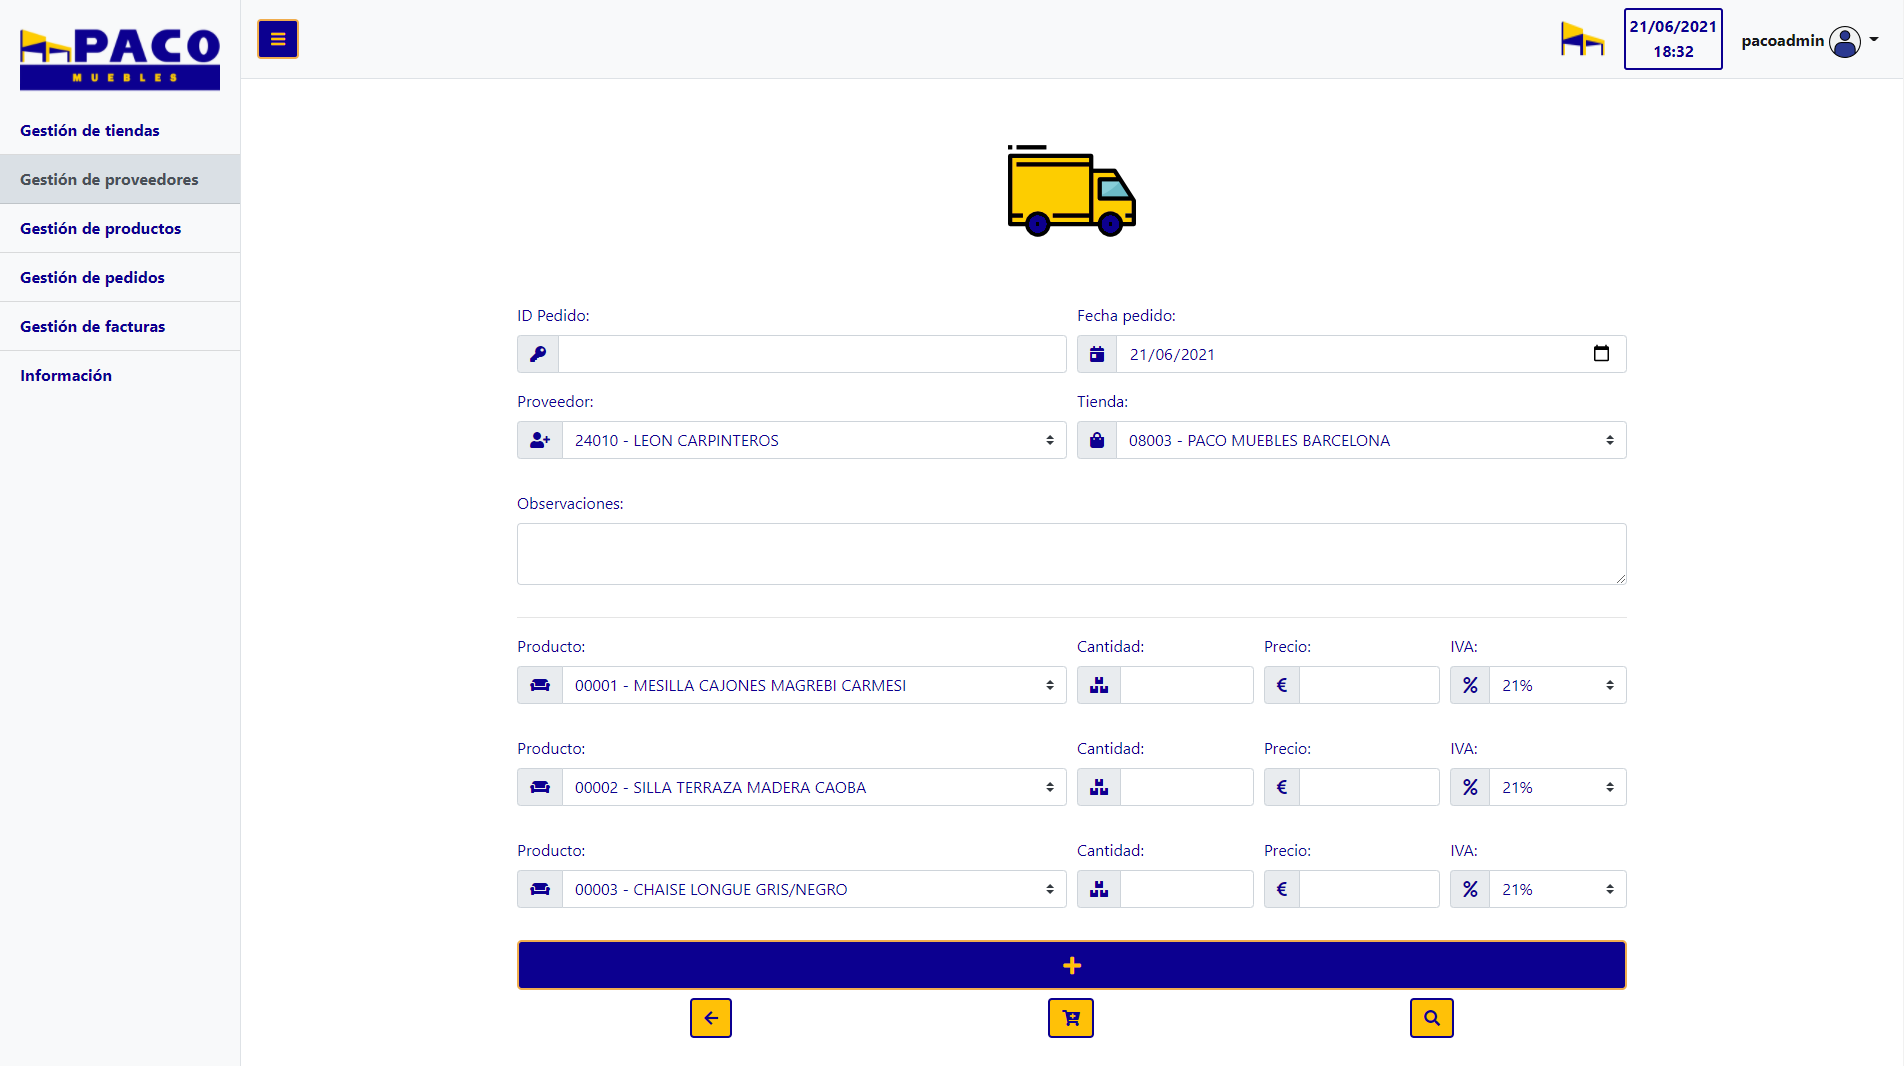 PACO
MUEBLES
Gestión de tiendas
Gestión de proveedores
Gestión de productos
Gestión de pedidos
Gestión de facturas
Información
21/06/2021
18:32
pacoadmin
ID Pedido:
Fecha pedido:
21/06/2021
Proveedor:
Tienda:
24010 - LEON CARPINTEROS
08003 - PACO MUEBLES BARCELONA
Observaciones:
Producto: Cantidad: Precio: IVA:
00001 - MESILLA CAJONES MAGREBI CARMESI € % 21%
Producto: Cantidad: Precio: IVA:
00002 - SILLA TERRAZA MADERA CAOBA € % 21%
Producto: Cantidad: Precio: IVA:
00003 - CHAISE LONGUE GRIS/NEGRO € % 21%